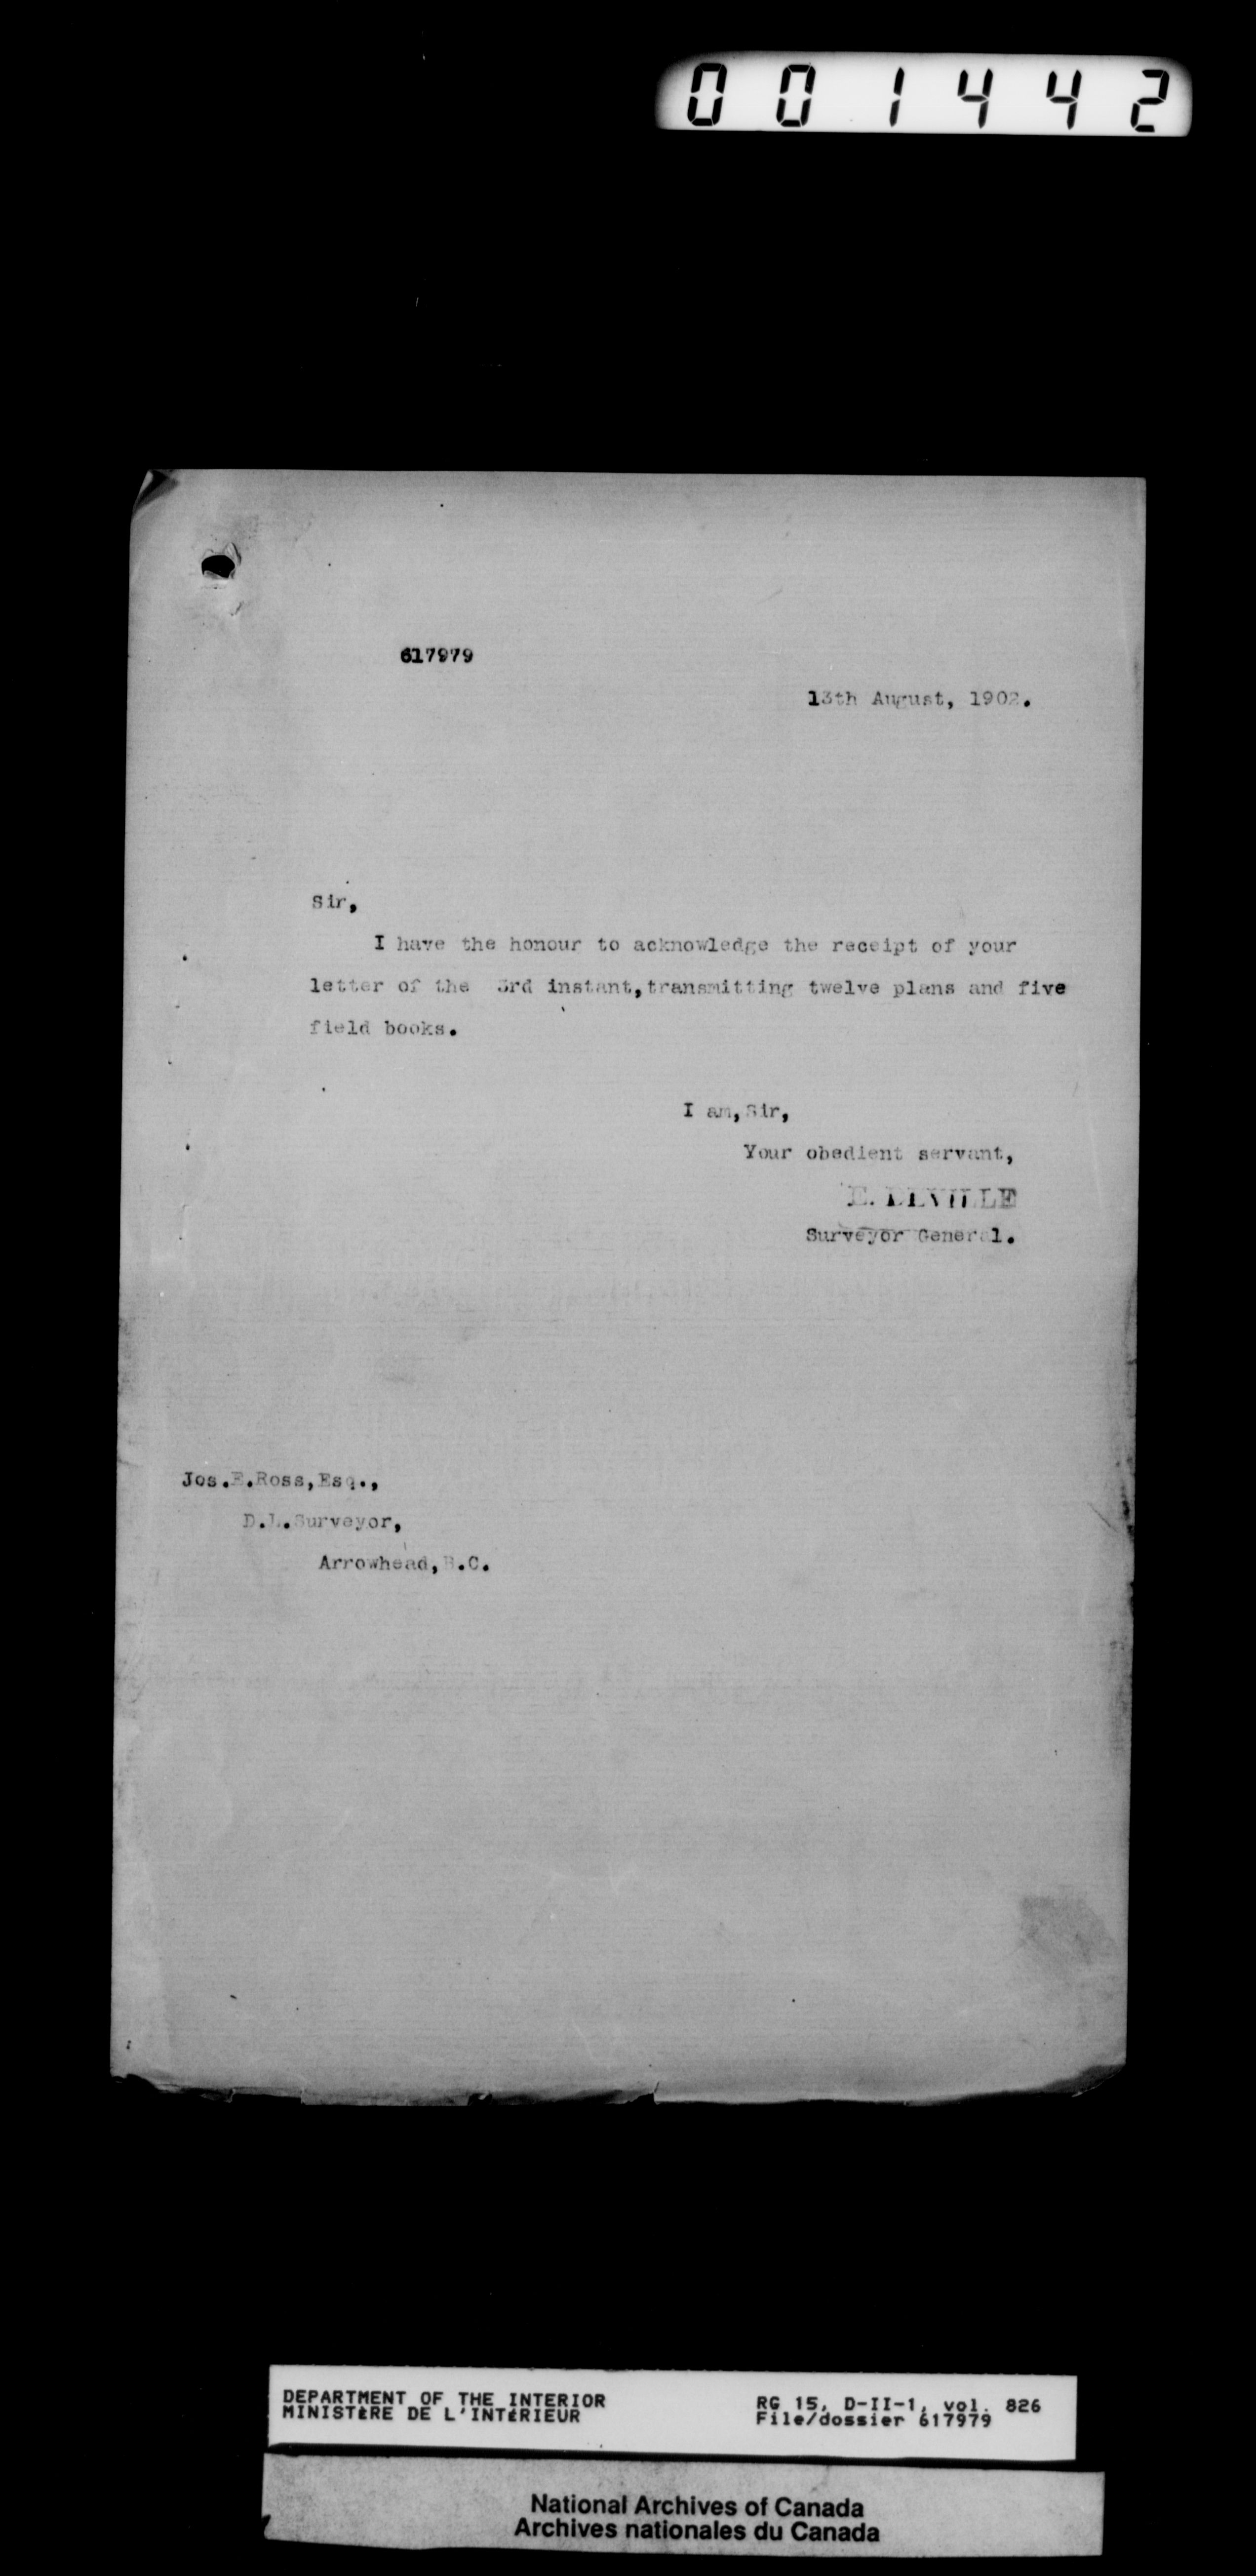 001442
617979
13th August, 1902.
Sir,
I have the honour to acknowledge the receipt of your
letter of the 3rd instant,transmitting twelve plans and five
field books.
I am,Sir,
Your obedient servant,
E. DEVILLE
Surveyor General.
Jos.E.Ross,Esq.,
D.L.Surveyor,
Arrowhead,B.C.
DEPARTMENT OF THE INTERIOR
MINISTÈRE DE L'INTÉRIEUR
RG 15, D-II-1, vol. 826
File/dossier 617979
National Archives of Canada
Archives nationales du Canada